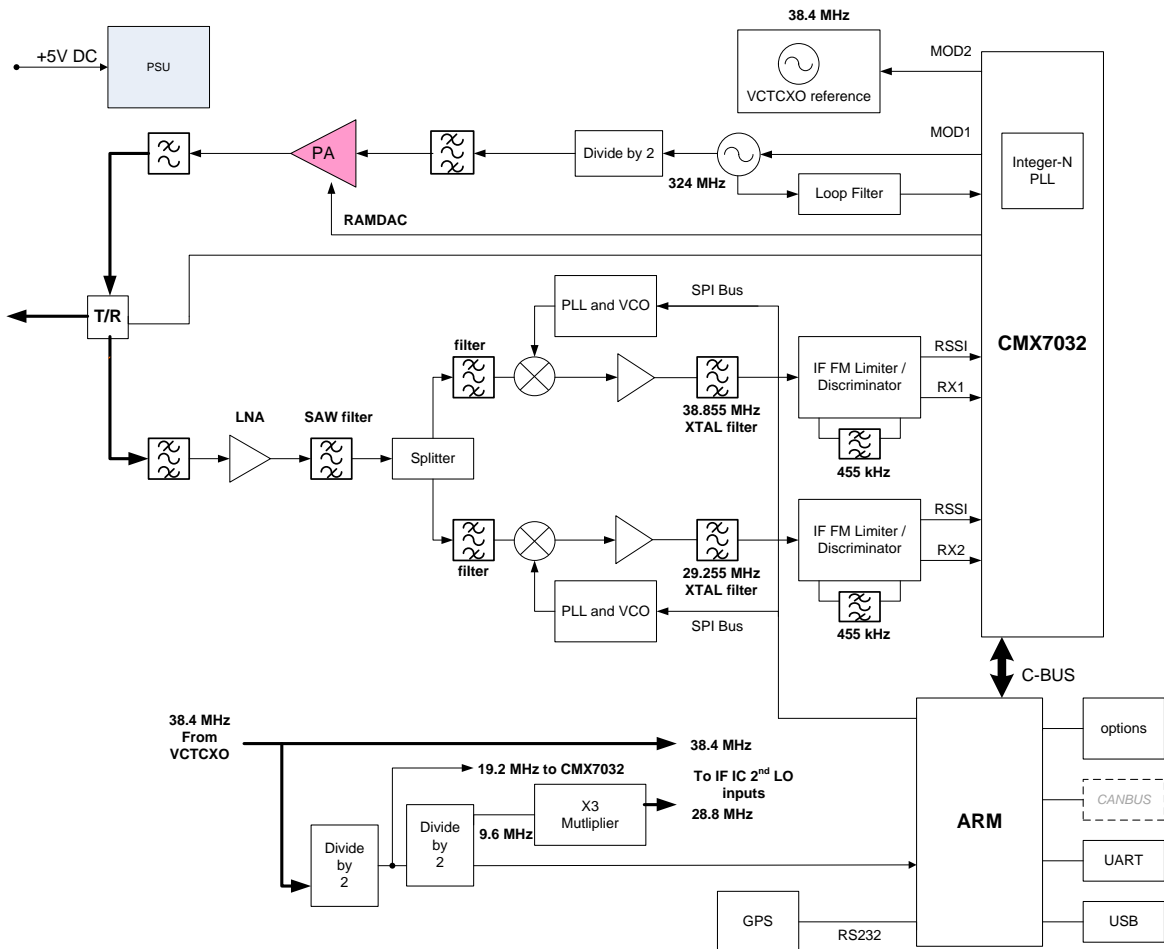 38.4 MHz
+5V DC
PSU
VCTCXO reference
MOD2
MOD1
PA
Divide by 2
324 MHz
Loop Filter
Integer-N
PLL
RAMDAC
T/R
PLL and VCO
SPI Bus
CMX7032
filter
IF FM Limiter /
Discriminator
RSSI
RX1
38.855 MHz
XTAL filter
455 kHz
LNA
SAW filter
Splitter
filter
IF FM Limiter /
Discriminator
RSSI
RX2
29.255 MHz
XTAL filter
455 kHz
PLL and VCO
SPI Bus
C-BUS
38.4 MHz
From
VCTCXO
38.4 MHz
19.2 MHz to CMX7032
To IF IC 2nd LO
inputs
28.8 MHz
X3
Mutliplier
9.6 MHz
Divide
by
2
Divide
by
2
ARM
options
CANBUS
UART
USB
GPS
RS232